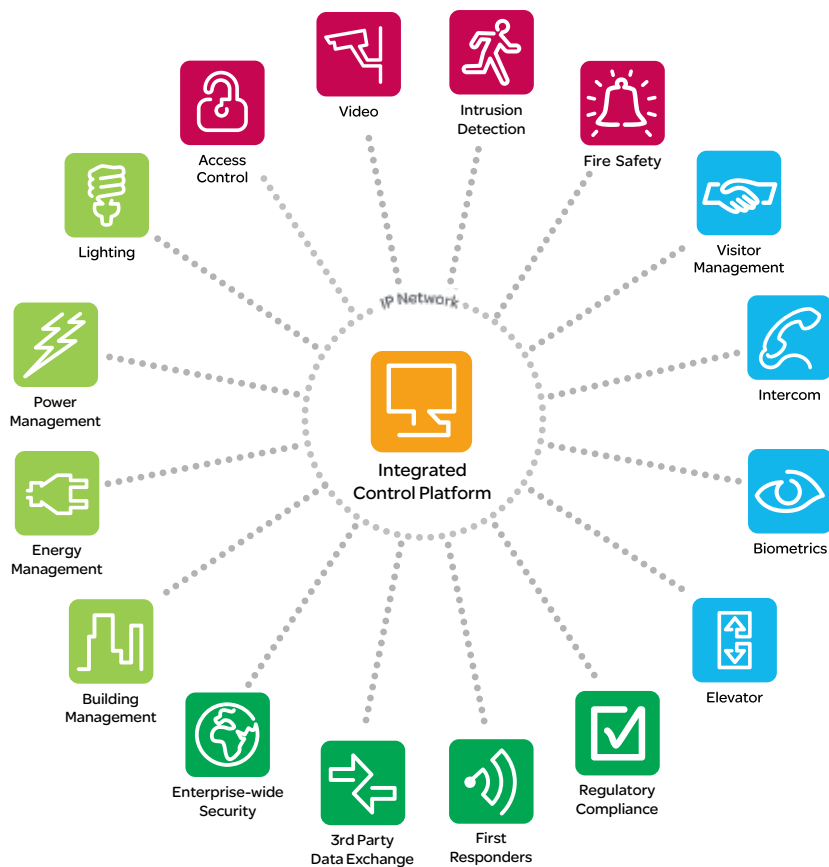 Video
Intrusion
Detection
Access
Control
Fire Safety
Lighting
Visitor
Management
IP Network
Power
Management
Intercom
Integrated
Control Platform
Energy
Management
Biometrics
Building
Management
Elevator
Enterprise-wide
Security
Regulatory
Compliance
3rd Party
Data Exchange
First
Responders